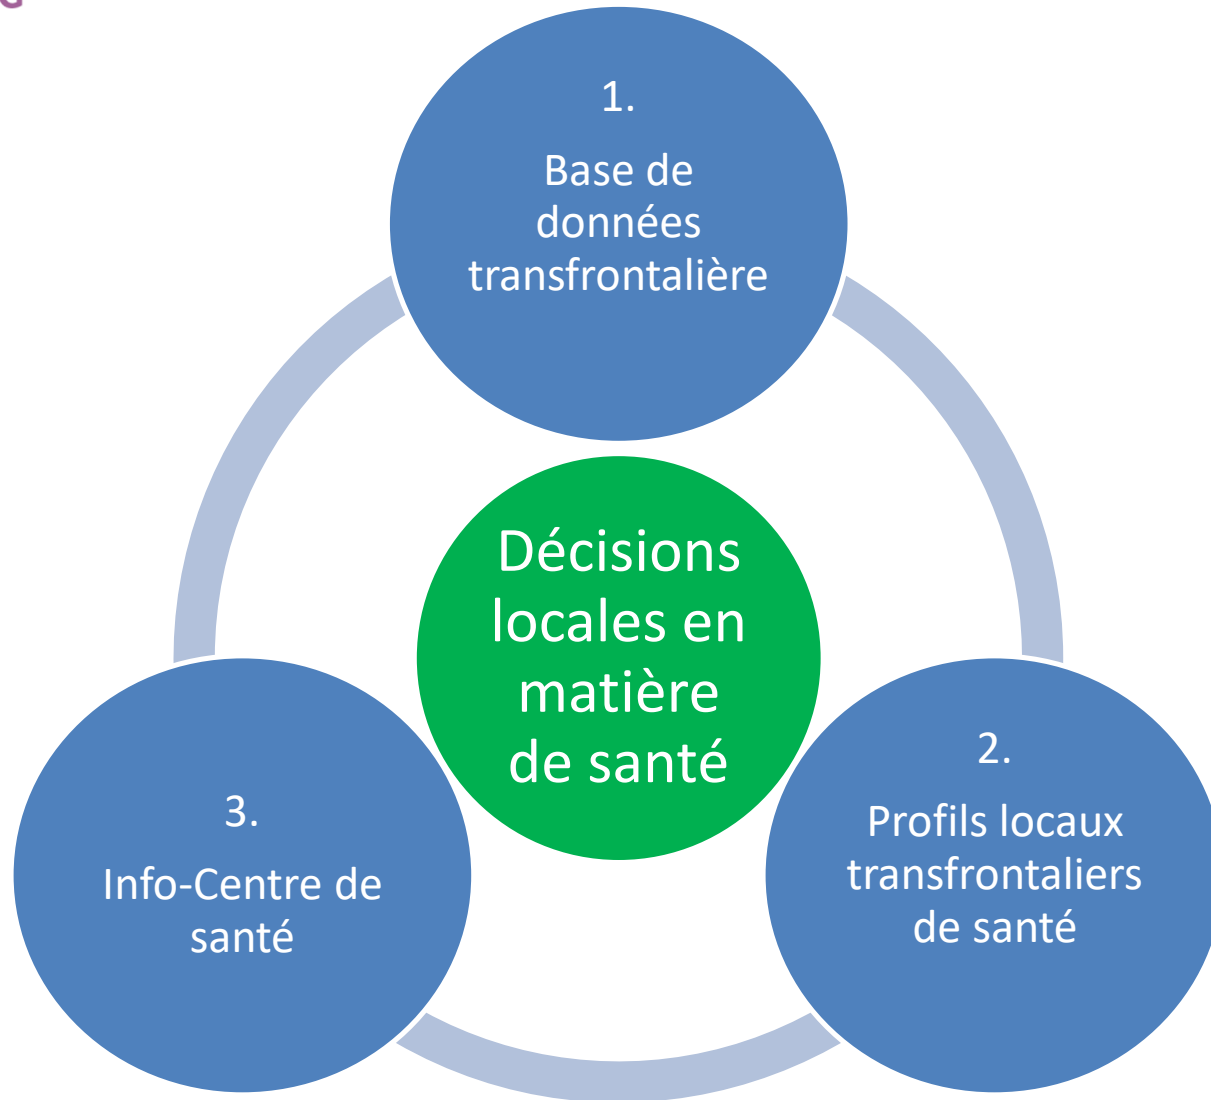 1.
Base de
données
transfrontalière
Décisions
locales en
matière
de santé
2.
Profils locaux
transfrontaliers
de santé
3.
Info-Centre de
santé